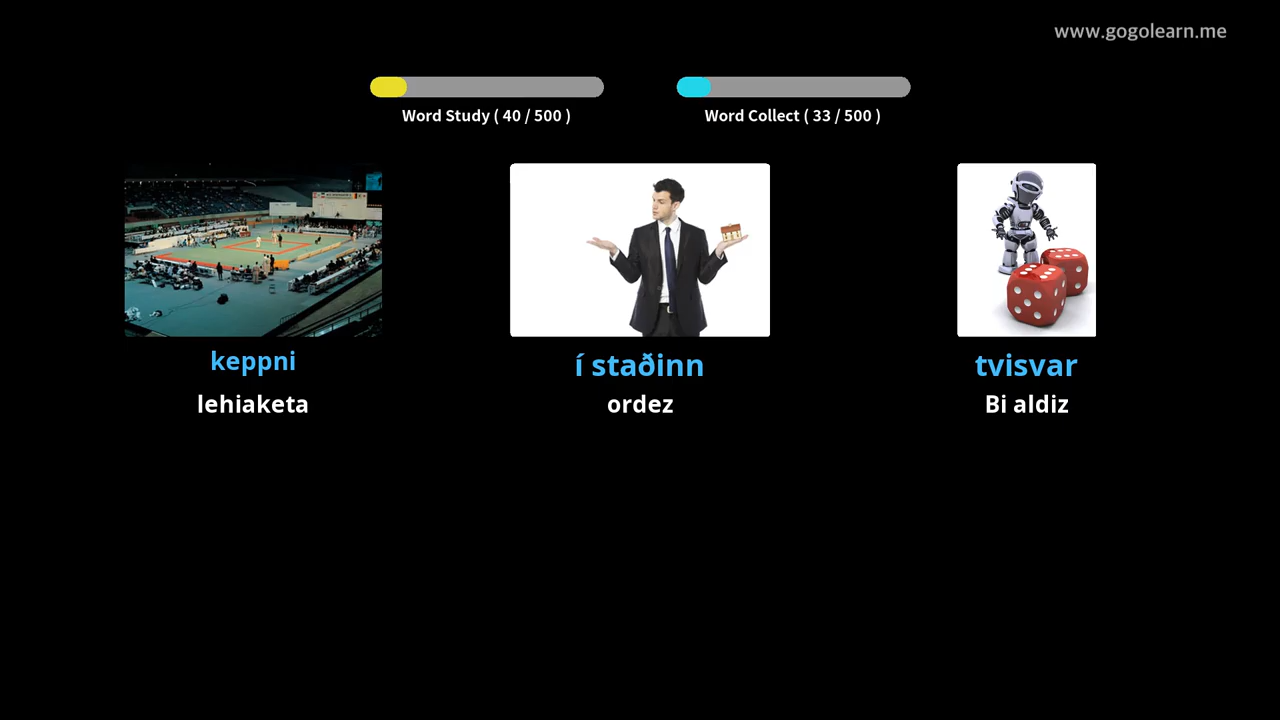 www.gogolearn.me
Word Study ( 40 / 500 )
Word Collect ( 33 / 500 )
keppni
í staðinn
tvisvar
lehiaketa
ordez
Bi aldiz